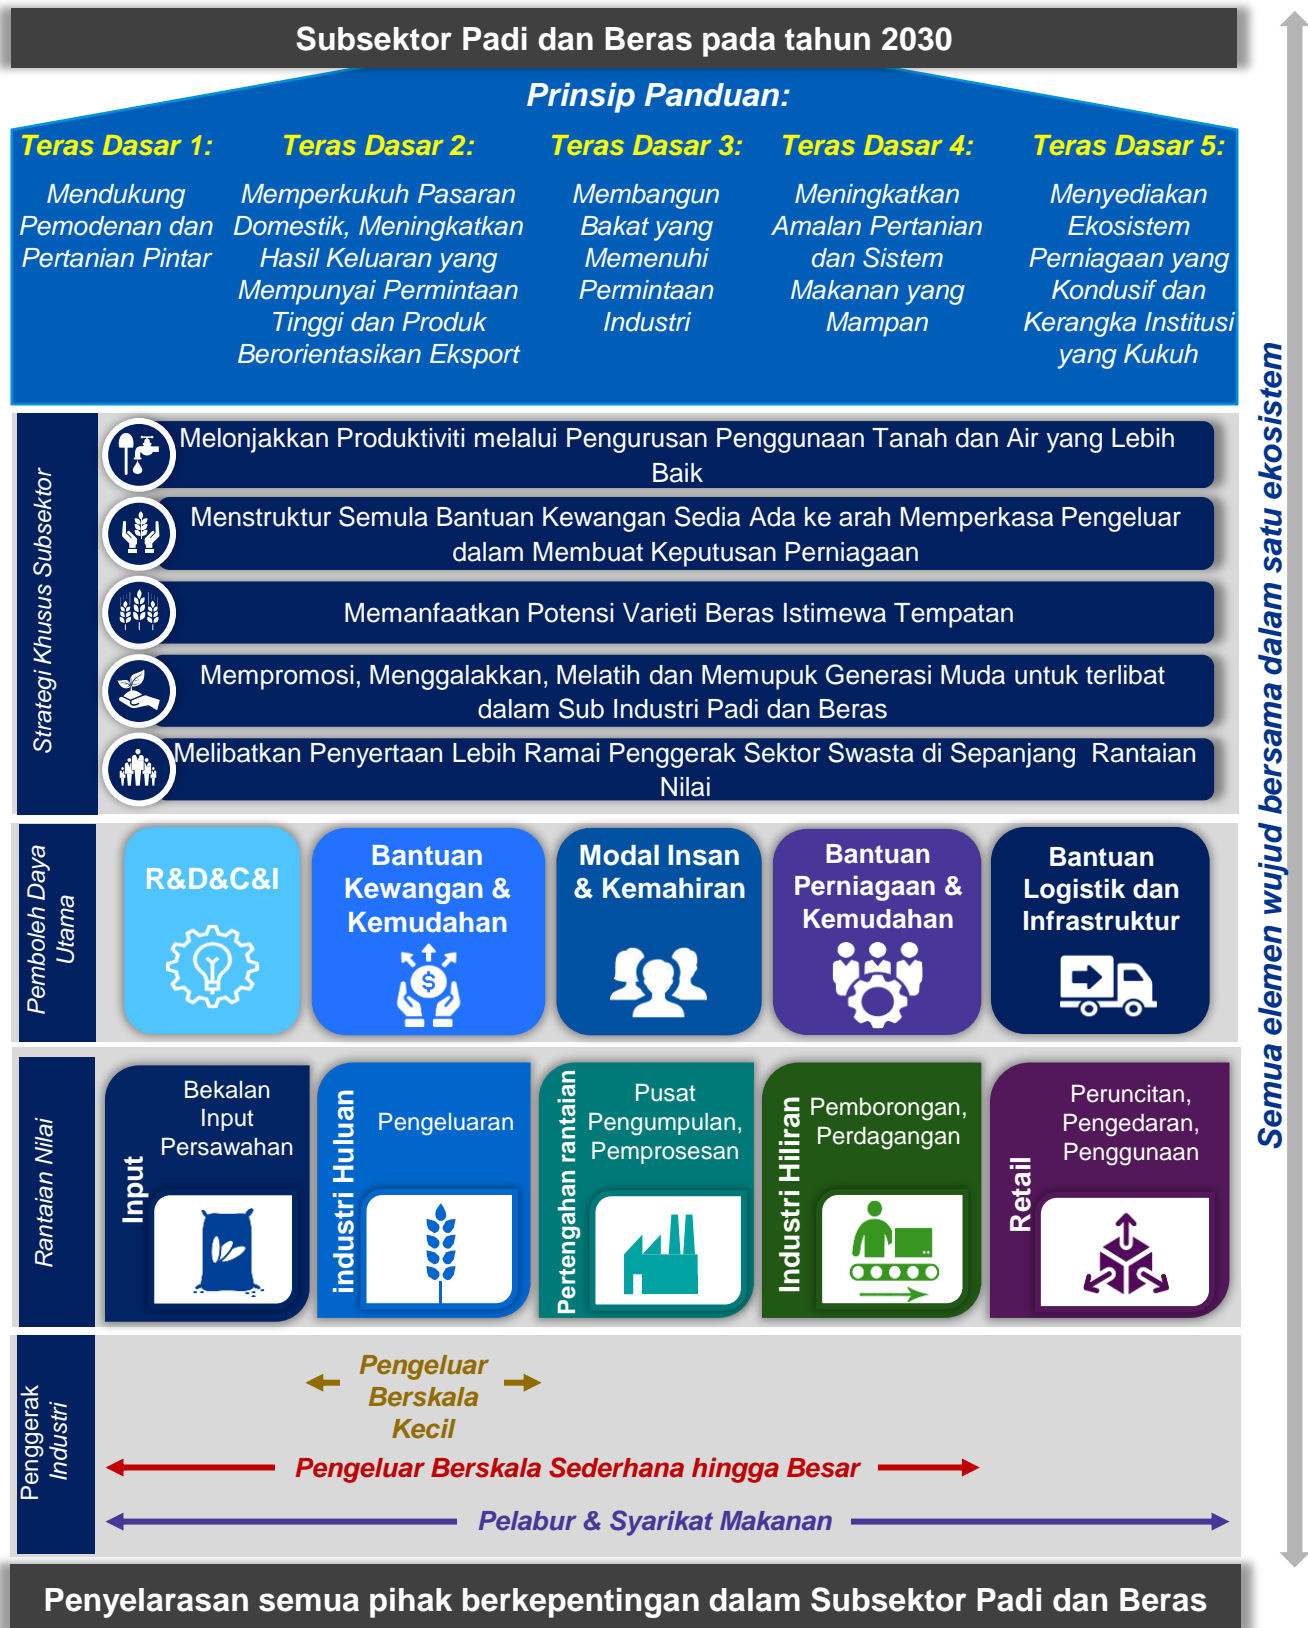 Subsektor Padi dan Beras pada tahun 2030
Prinsip Panduan:
Teras Dasar 1:
Mendukung
Pemodenan dan
Pertanian Pintar
Teras Dasar 2:
Memperkukuh Pasaran
Domestik, Meningkatkan
Hasil Keluaran yang
Mempunyai Permintaan
Tinggi dan Produk
Berorientasikan Eksport
Teras Dasar 3:
Membangun
Bakat yang
Memenuhi
Permintaan
Industri
Teras Dasar 4:
Meningkatkan
Amalan Pertanian
dan Sistem
Makanan yang
Mampan
Teras Dasar 5:
Menyediakan
Ekosistem
Perniagaan yang
Kondusif dan
Kerangka Institusi
yang Kukuh
Strategi Khusus Subsektor
Melonjakkan Produktiviti melalui Pengurusan Penggunaan Tanah dan Air yang Lebih
Baik
Menstruktur Semula Bantuan Kewangan Sedia Ada ke arah Memperkasa Pengeluar
dalam Membuat Keputusan Perniagaan
Memanfaatkan Potensi Varieti Beras Istimewa Tempatan
Mempromosi, Menggalakkan, Melatih dan Memupuk Generasi Muda untuk terlibat
dalam Sub Industri Padi dan Beras
Melibatkan Penyertaan Lebih Ramai Penggerak Sektor Swasta di Sepanjang Rantaian
Nilai
Pemboleh Daya
Utama
R&D&C&I
Bantuan
Kewangan &
Kemudahan
$
Modal Insan
& Kemahiran
Bantuan
Perniagaan &
Kemudahan
Bantuan
Logistik dan
Infrastruktur
Rantaian Nilai
Input
Bekalan
Input
Persawahan
industri Huluan
Pengeluaran
Pertengahan rantaian
Pusat
Pengumpulan,
Pemprosesan
Industri Hiliran
Pemborongan,
Perdagangan
Retail
Peruncitan,
Pengedaran,
Penggunaan
Penggerak
Industri
Pengeluar
Berskala
Kecil
Pengeluar Berskala Sederhana hingga Besar
Pelabur & Syarikat Makanan
Penyelarasan semua pihak berkepentingan dalam Subsektor Padi dan Beras
Semua elemen wujud bersama dalam satu ekosistem